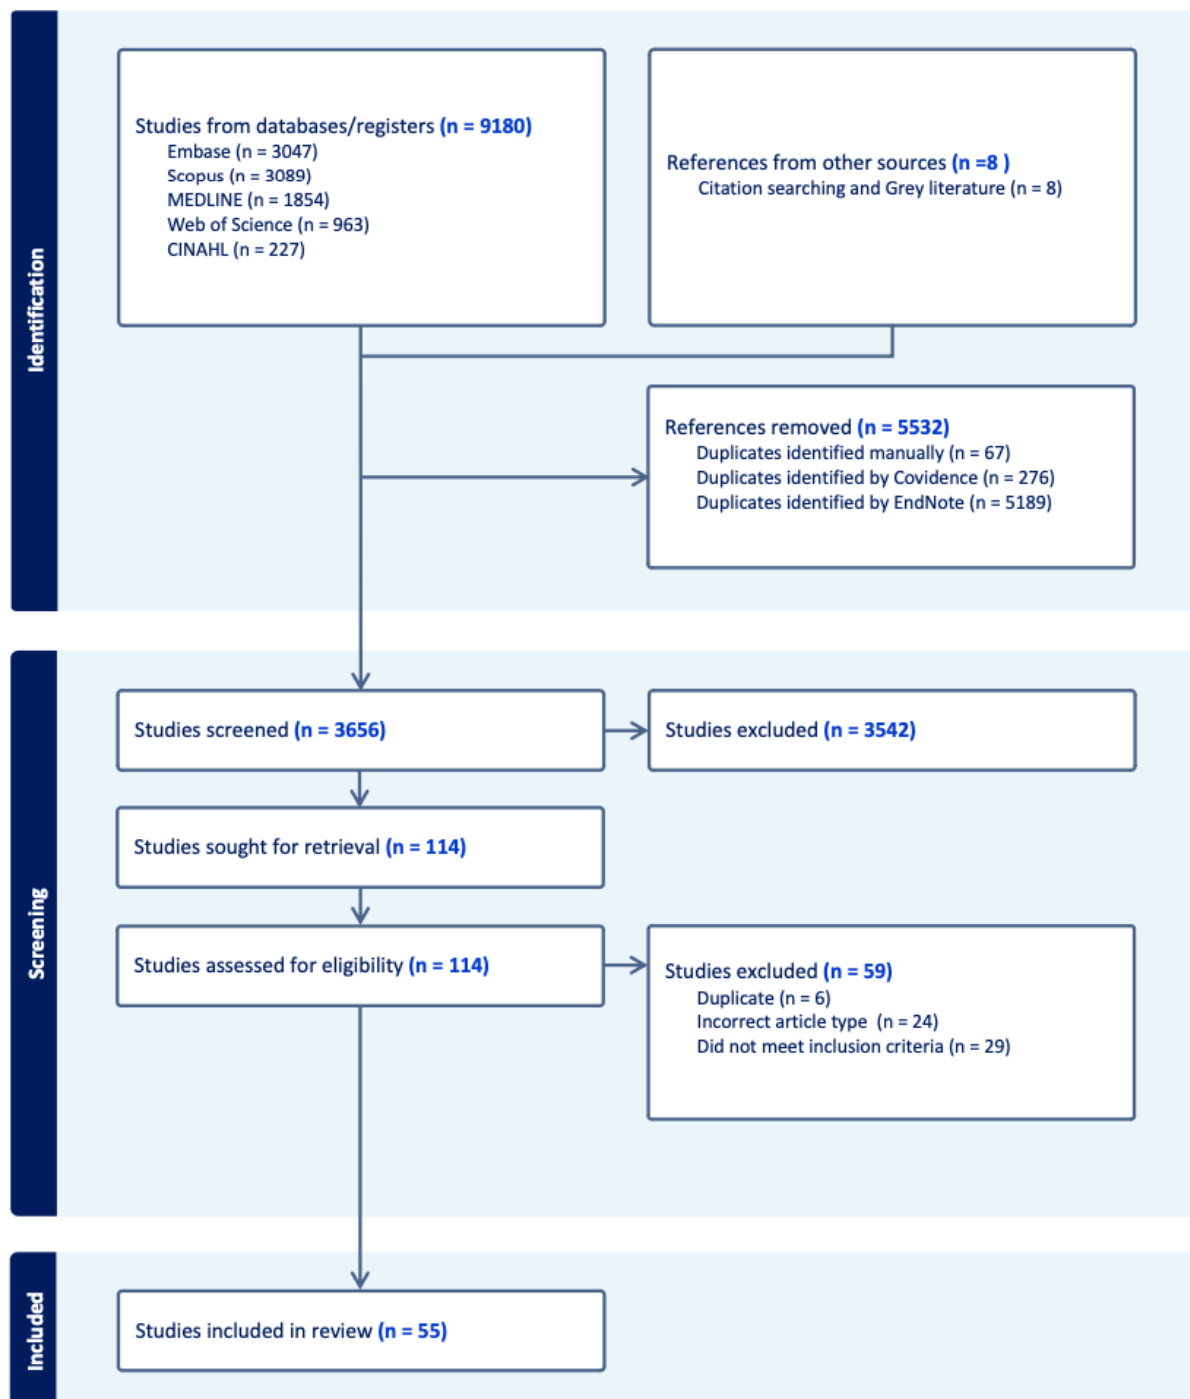 Identification
Studies from databases/registers (n = 9180)
Embase (n = 3047)
Scopus (n = 3089)
MEDLINE (n = 1854)
Web of Science (n = 963)
CINAHL (n = 227)
References from other sources (n =8 )
Citation searching and Grey literature (n = 8)
References removed (n = 5532)
Duplicates identified manually (n = 67)
Duplicates identified by Covidence (n = 276)
Duplicates identified by EndNote (n = 5189)
Screening
Studies screened (n = 3656)
Studies excluded (n = 3542)
Studies sought for retrieval (n = 114)
Studies assessed for eligibility (n = 114)
Studies excluded (n = 59)
Duplicate (n = 6)
Incorrect article type (n = 24)
Did not meet inclusion criteria (n = 29)
Included
Studies included in review (n = 55)